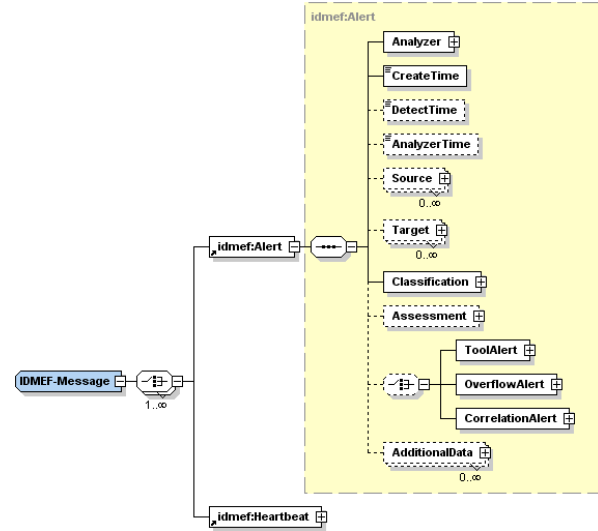 idmef:Alert
Analyzer
CreateTime
DetectTime
AnalyzerTime
Source
0..∞
Target
0..∞
idmef:Alert
Classification
Assessment
ToolAlert
IDMEF-Message
1..∞
OverflowAlert
CorrelationAlert
AdditionalData
0..∞
idmef:Heartbeat